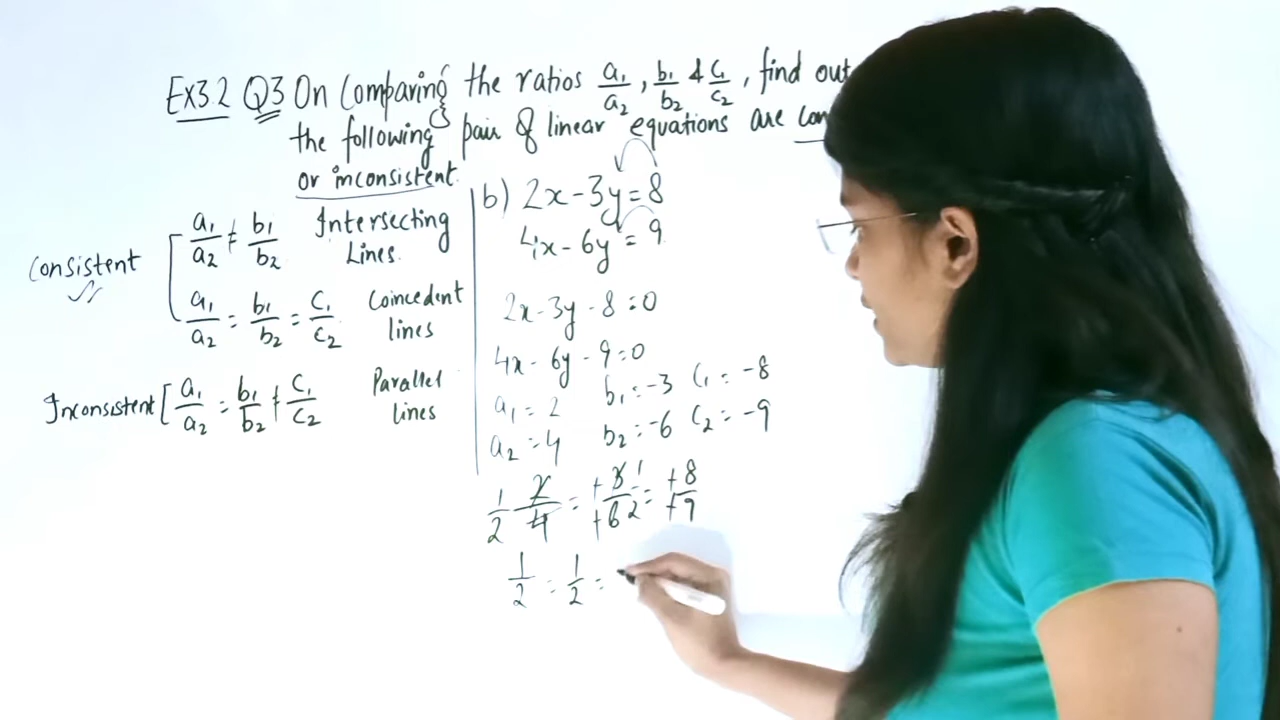 Ex3.2 Q3 On Comparing the ratios a₁/a₂, b₁/b₂ & c₁/c₂, find out
the following pair of linear equations are con
or inconsistent.
Consistent
a₁/a₂ ≠ b₁/b₂ Intersecting Lines.
a₁/a₂ = b₁/b₂ = c₁/c₂ Coincedent lines
Inconsistent [ a₁/a₂ = b₁/b₂ ≠ c₁/c₂ Parallel lines
b) 2x-3y=8
4x-6y=9
2x-3y-8=0
4x-6y-9=0
a₁=2 b₁=-3 c₁=-8
a₂=4 b₂=-6 c₂=-9
1/2 2/4 = +3/+6 1/2 = +8/+9
1/2 = 1/2 =